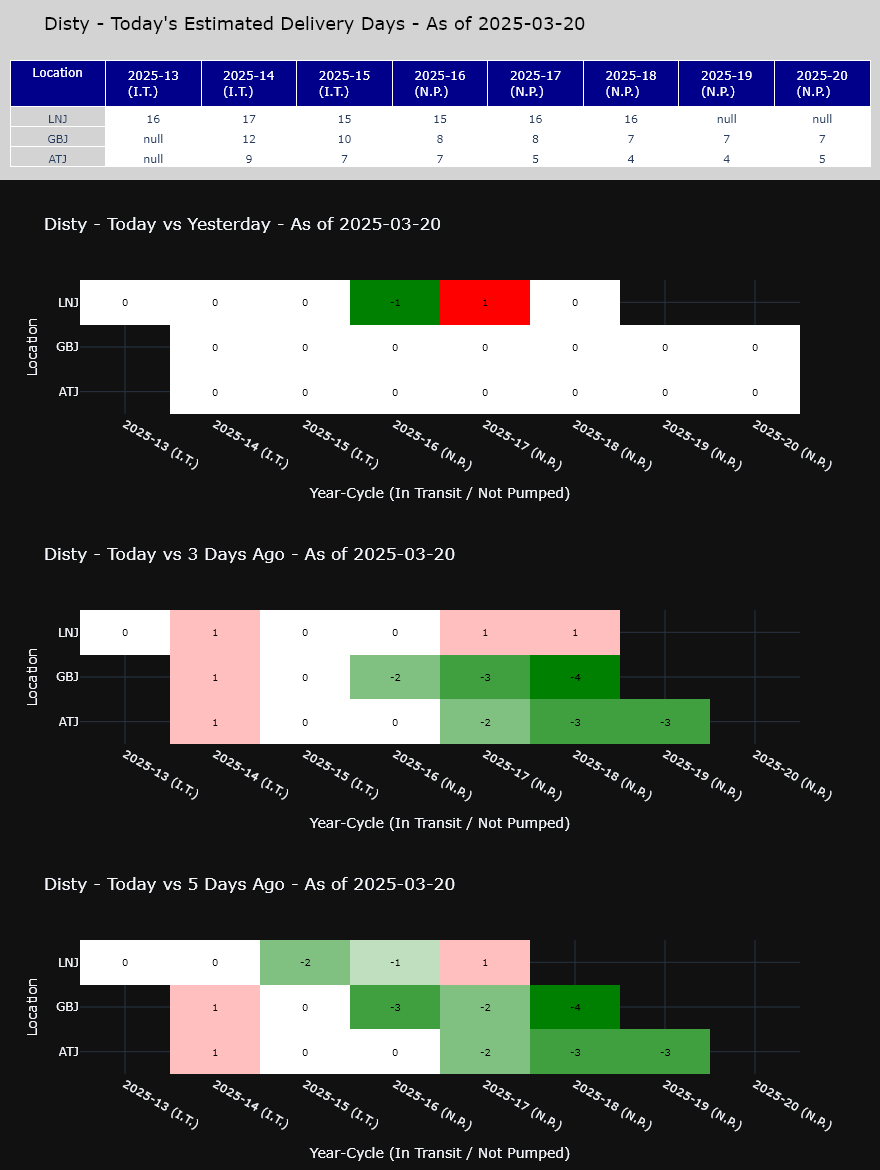 Disty - Today's Estimated Delivery Days - As of 2025-03-20
Location 2025-13 (I.T.) 2025-14 (I.T.) 2025-15 (I.T.) 2025-16 (N.P.) 2025-17 (N.P.) 2025-18 (N.P.) 2025-19 (N.P.) 2025-20 (N.P.)
LNJ 16 17 15 15 16 16 null null
GBJ null 12 10 8 8 7 7 7
ATJ null 9 7 7 5 4 4 5
Disty - Today vs Yesterday - As of 2025-03-20
Location
LNJ 0 0 0 -1 1 0
GBJ 0 0 0 0 0 0 0
ATJ 0 0 0 0 0 0 0
2025-13 (I.T.) 2025-14 (I.T.) 2025-15 (I.T.) 2025-16 (N.P.) 2025-17 (N.P.) 2025-18 (N.P.) 2025-19 (N.P.) 2025-20 (N.P.)
Year-Cycle (In Transit / Not Pumped)
Disty - Today vs 3 Days Ago - As of 2025-03-20
Location
LNJ 0 1 0 0 1 1
GBJ 1 0 -2 -3 -4
ATJ 1 0 0 -2 -3 -3
2025-13 (I.T.) 2025-14 (I.T.) 2025-15 (I.T.) 2025-16 (N.P.) 2025-17 (N.P.) 2025-18 (N.P.) 2025-19 (N.P.) 2025-20 (N.P.)
Year-Cycle (In Transit / Not Pumped)
Disty - Today vs 5 Days Ago - As of 2025-03-20
Location
LNJ 0 0 -2 -1 1
GBJ 1 0 -3 -2 -4
ATJ 1 0 0 -2 -3 -3
2025-13 (I.T.) 2025-14 (I.T.) 2025-15 (I.T.) 2025-16 (N.P.) 2025-17 (N.P.) 2025-18 (N.P.) 2025-19 (N.P.) 2025-20 (N.P.)
Year-Cycle (In Transit / Not Pumped)